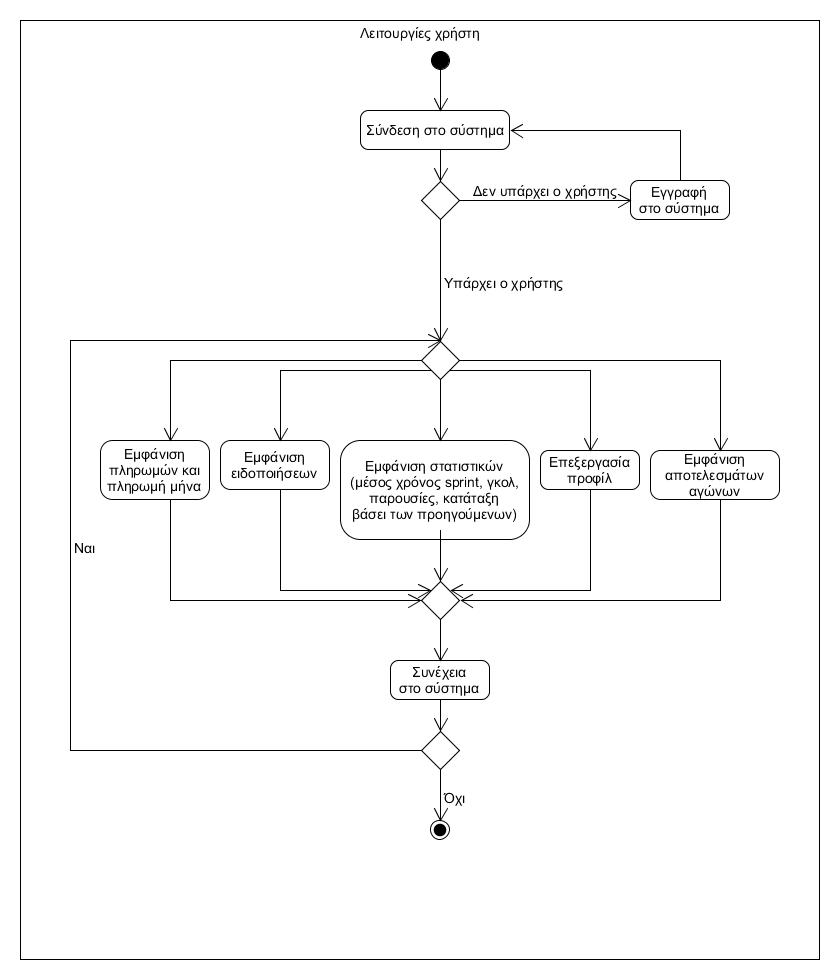 Λειτουργίες χρήστη
Σύνδεση στο σύστημα
Δεν υπάρχει ο χρήστης
Εγγραφή
στο σύστημα
Υπάρχει ο χρήστης
Εμφάνιση
πληρωμών και
πληρωμή μήνα
Εμφάνιση
ειδοποιήσεων
Εμφάνιση στατιστικών
(μέσος χρόνος sprint, γκολ,
παρουσίες, κατάταξη
βάσει των προηγούμενων)
Επεξεργασία
προφίλ
Εμφάνιση
αποτελεσμάτων
αγώνων
Ναι
Συνέχεια
στο σύστημα
Όχι